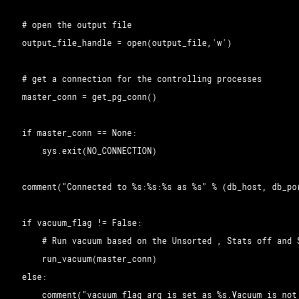 # open the output file
output_file_handle = open(output_file,'w')
# get a connection for the controlling processes
master_conn = get_pg_conn()
if master_conn == None:
sys.exit(NO_CONNECTION)
comment("Connected to %s:%s:%s as %s" % (db_host, db_por
if vacuum_flag != False:
# Run vacuum based on the Unsorted , Stats off and S
run_vacuum(master_conn)
else:
comment("vacuum flag arg is set as %s.Vacuum is not